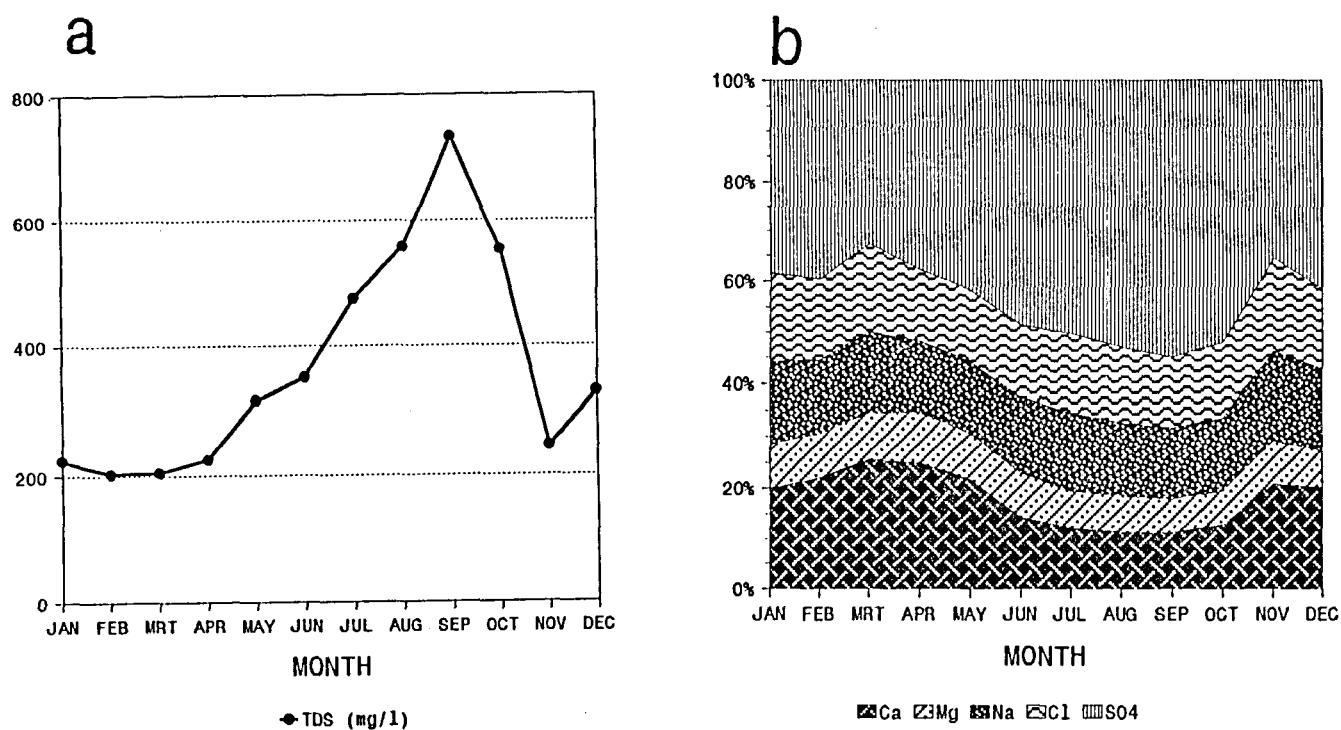 a
800
600
400
200
0
JAN FEB MRT APR MAY JUN JUL AUG SEP OCT NOV DEC
MONTH
TDS (mg/l)
b
100%
80%
60%
40%
20%
0%
JAN FEB MRT APR MAY JUN JUL AUG SEP OCT NOV DEC
MONTH
Ca Mg Na Cl SO4